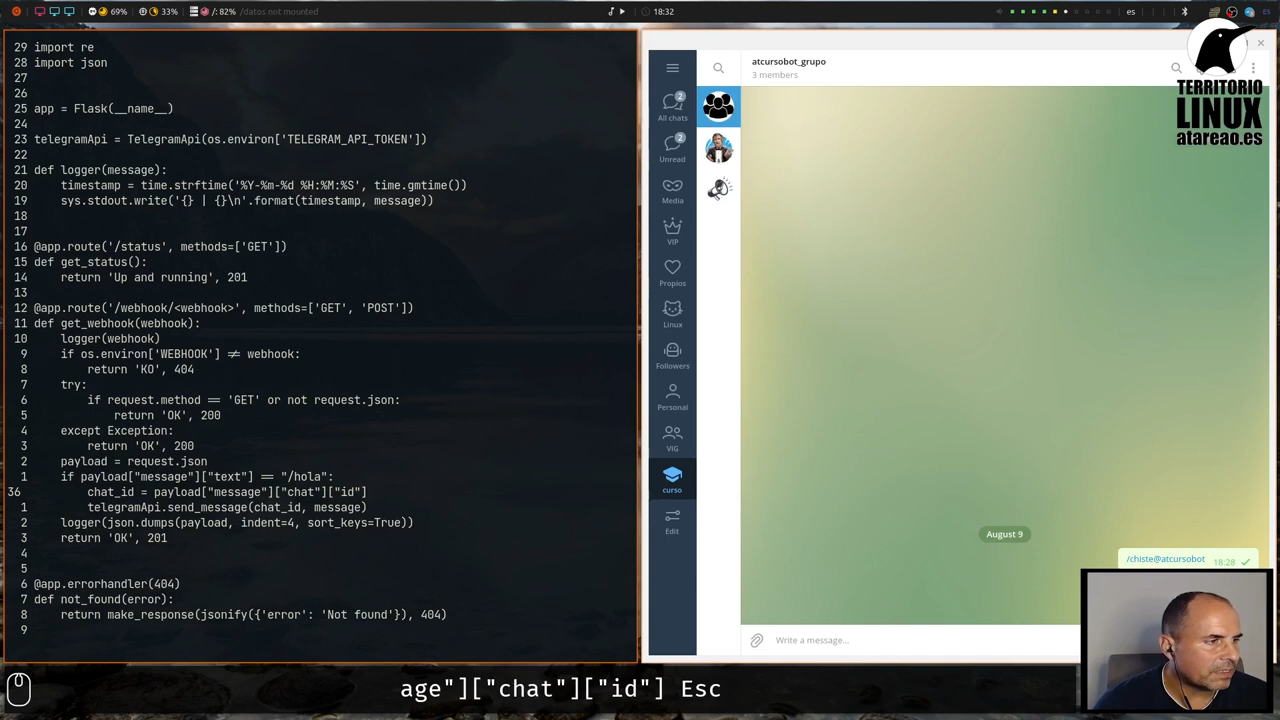 69%
33%
/: 82%
/datos not mounted
18:32
es
ES
29 import re
28 import json
27
26
25 app = Flask(__name__)
24
23 telegramApi = TelegramApi(os.environ['TELEGRAM_API_TOKEN'])
22
21 def logger(message):
20     timestamp = time.strftime('%Y-%m-%d %H:%M:%S', time.gmtime())
19     sys.stdout.write('{} | {}\n'.format(timestamp, message))
18
17
16 @app.route('/status', methods=['GET'])
15 def get_status():
14     return 'Up and running', 201
13
12 @app.route('/webhook/<webhook>', methods=['GET', 'POST'])
11 def get_webhook(webhook):
10     logger(webhook)
9     if os.environ['WEBHOOK'] ≠ webhook:
8         return 'KO', 404
7     try:
6         if request.method == 'GET' or not request.json:
5             return 'OK', 200
4     except Exception:
3         return 'OK', 200
2     payload = request.json
1     if payload["message"]["text"] == "/hola":
36         chat_id = payload["message"]["chat"]["id"]
1         telegramApi.send_message(chat_id, message)
2     logger(json.dumps(payload, indent=4, sort_keys=True))
3     return 'OK', 201
4
5
6 @app.errorhandler(404)
7 def not_found(error):
8     return make_response(jsonify({'error': 'Not found'}), 404)
9
atcursobot_grupo
3 members
2
All chats
2
Unread
Media
VIP
Propios
Linux
Followers
Personal
VIG
curso
Edit
August 9
/chiste@atcursobot
18:28
Write a message...
TERRITORIO
LINUX
atareao.es
age"]["chat"]["id"] Esc